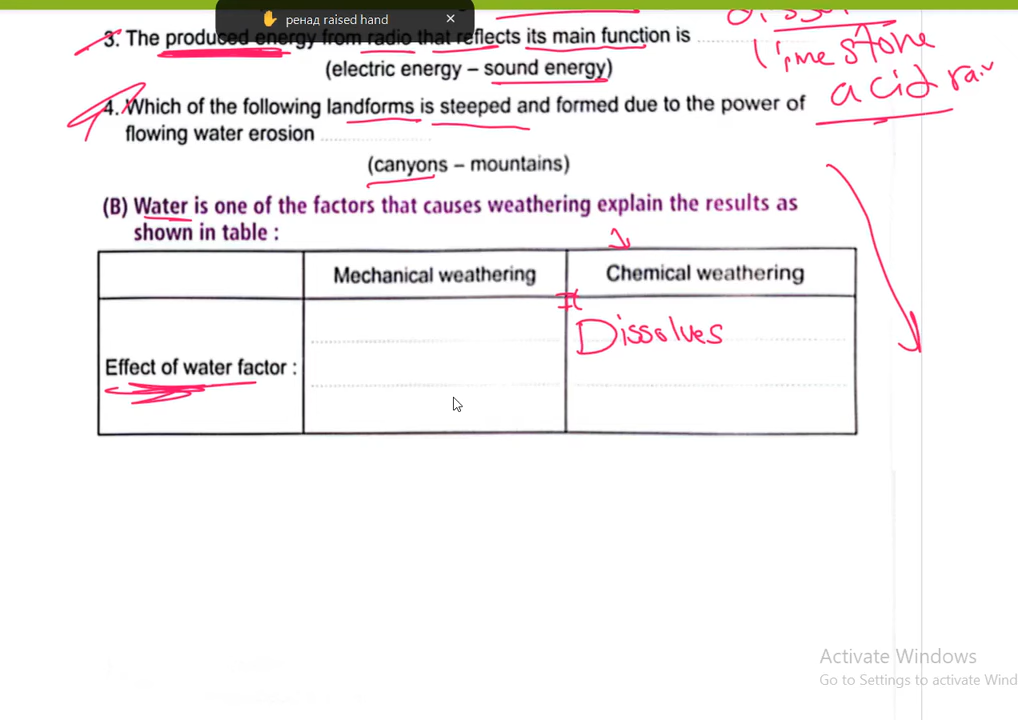 ренад raised hand
3. The produced energy from radio that reflects its main function is
(electric energy – sound energy)
lime stone
acid
4. Which of the following landforms is steeped and formed due to the power of
flowing water erosion
(canyons – mountains)
(B) Water is one of the factors that causes weathering explain the results as
shown in table :
Mechanical weathering Chemical weathering
It
Dissolves
Effect of water factor :
Activate Windows
Go to Settings to activate Wind